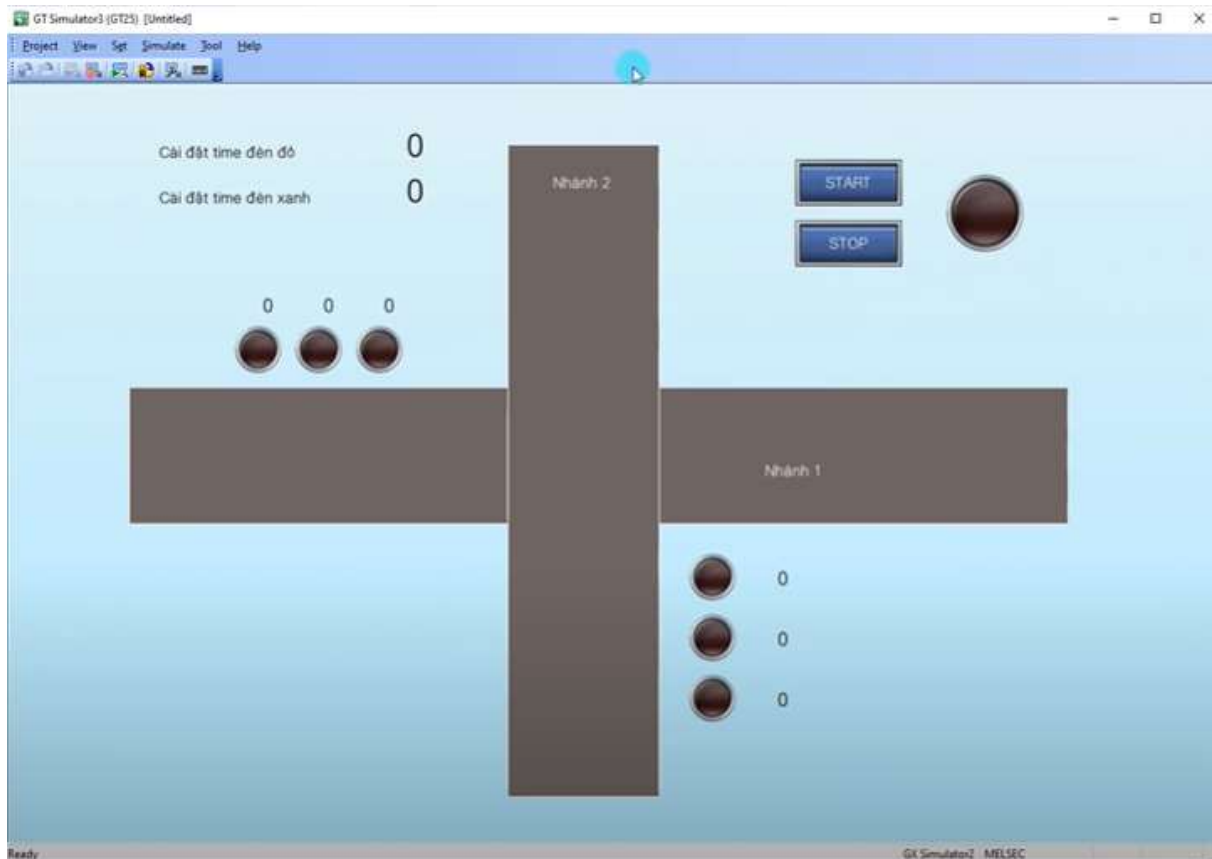 GT Simulator3 (GT25) [Untitled]
Project View Set Simulate Tool Help
Cài đặt time đèn đỏ 0
Cài đặt time đèn xanh 0
Nhánh 2
START
STOP
0 0 0
Nhánh 1
0
0
0
Ready GX Simulator2 MELSEC